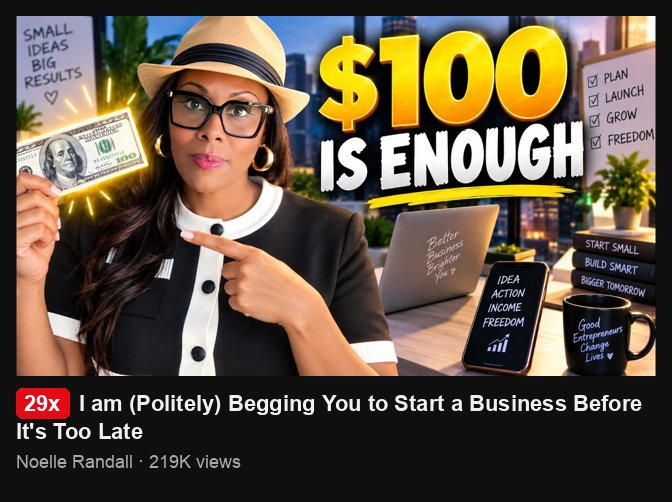 SMALL
IDEAS
BIG
RESULTS
$100
IS ENOUGH
PLAN
LAUNCH
GROW
FREEDOM
100
Better
Business
Brighter
You
IDEA
ACTION
INCOME
FREEDOM
START SMALL
BUILD SMART
BIGGER TOMORROW
Good
Entrepreneurs
Change
Lives
29x I am (Politely) Begging You to Start a Business Before
It's Too Late
Noelle Randall · 219K views